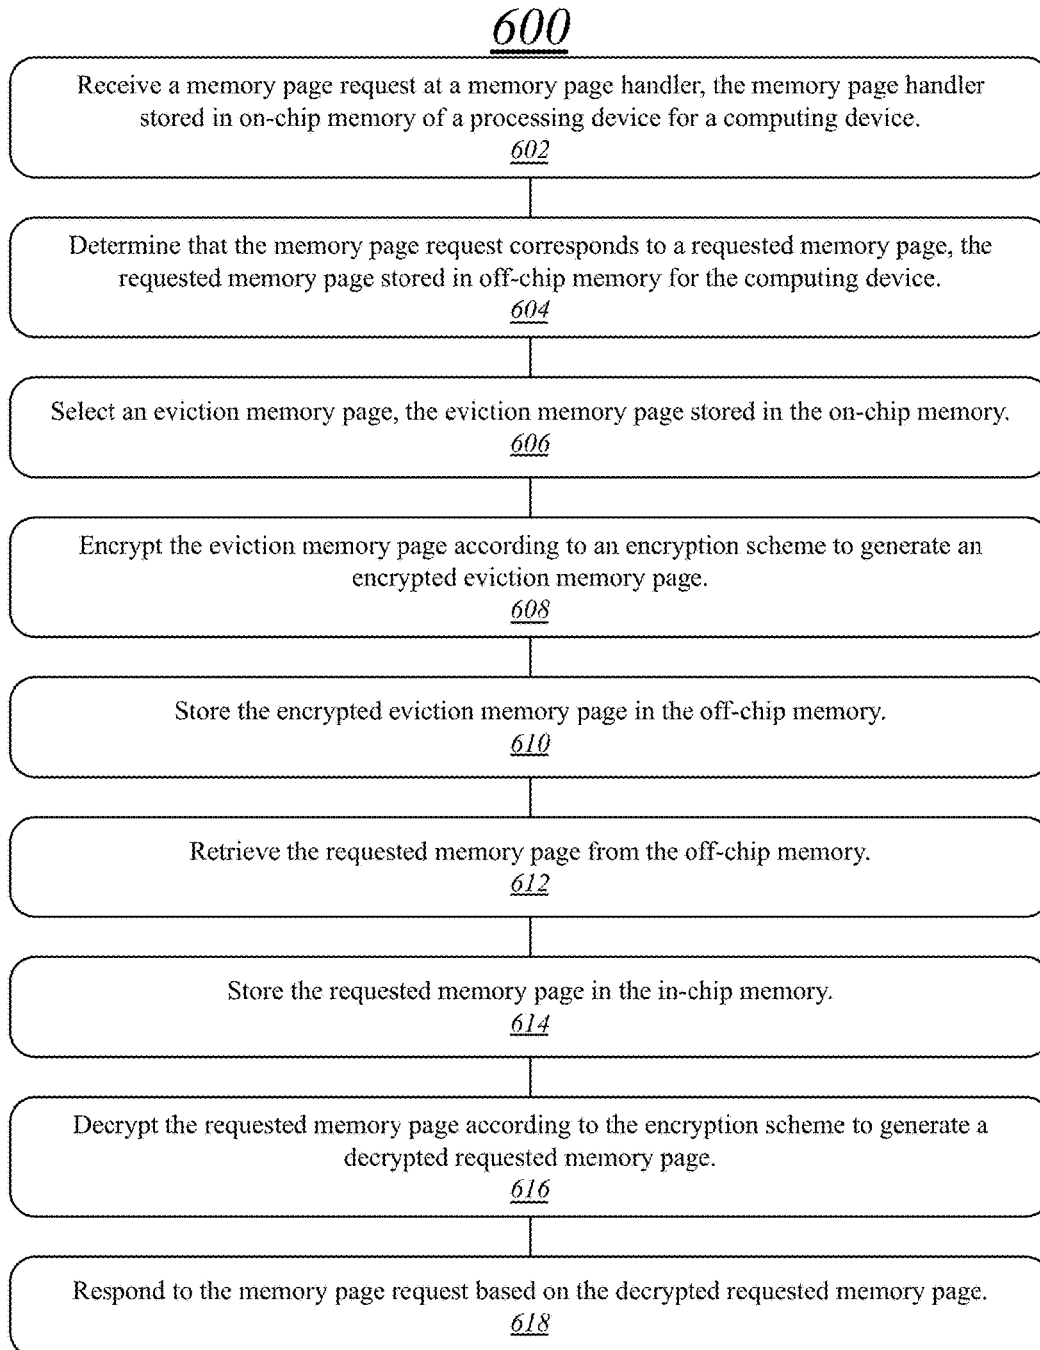 600
Receive a memory page request at a memory page handler, the memory page handler
stored in on-chip memory of a processing device for a computing device.
602
Determine that the memory page request corresponds to a requested memory page, the
requested memory page stored in off-chip memory for the computing device.
604
Select an eviction memory page, the eviction memory page stored in the on-chip memory.
606
Encrypt the eviction memory page according to an encryption scheme to generate an
encrypted eviction memory page.
608
Store the encrypted eviction memory page in the off-chip memory.
610
Retrieve the requested memory page from the off-chip memory.
612
Store the requested memory page in the in-chip memory.
614
Decrypt the requested memory page according to the encryption scheme to generate a
decrypted requested memory page.
616
Respond to the memory page request based on the decrypted requested memory page.
618